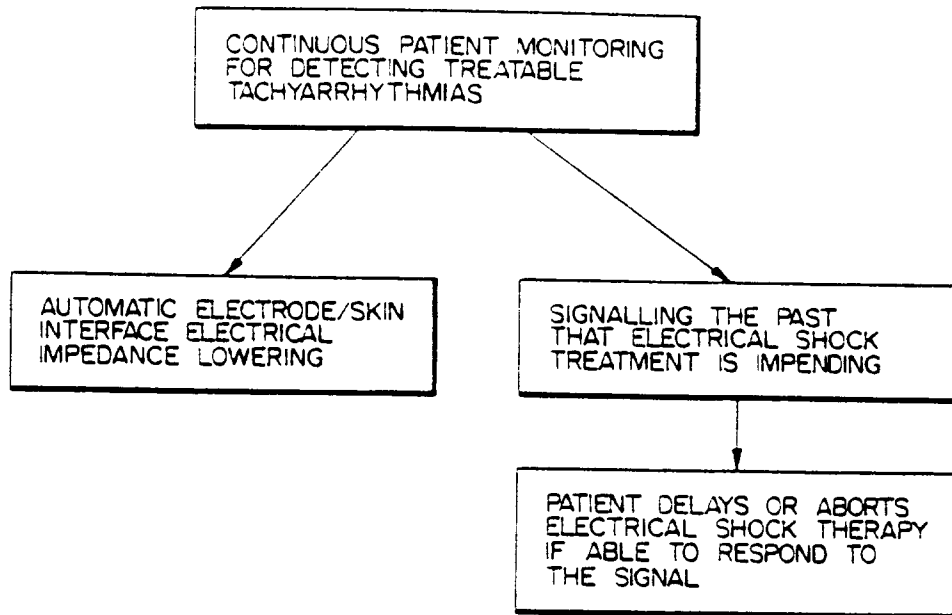 CONTINUOUS PATIENT MONITORING
FOR DETECTING TREATABLE
TACHYARRHYTHMIAS
AUTOMATIC ELECTRODE/SKIN
INTERFACE ELECTRICAL
IMPEDANCE LOWERING
SIGNALLING THE PAST
THAT ELECTRICAL SHOCK
TREATMENT IS IMPENDING
PATIENT DELAYS OR ABORTS
ELECTRICAL SHOCK THERAPY
IF ABLE TO RESPOND TO
THE SIGNAL